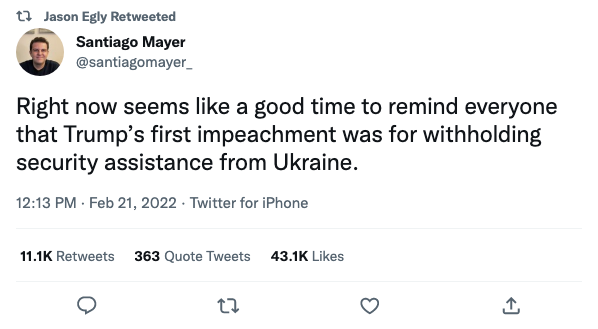 Jason Egly Retweeted
Santiago Mayer
@santiagomayer_
Right now seems like a good time to remind everyone
that Trump’s first impeachment was for withholding
security assistance from Ukraine.
12:13 PM · Feb 21, 2022 · Twitter for iPhone
11.1K Retweets 363 Quote Tweets 43.1K Likes